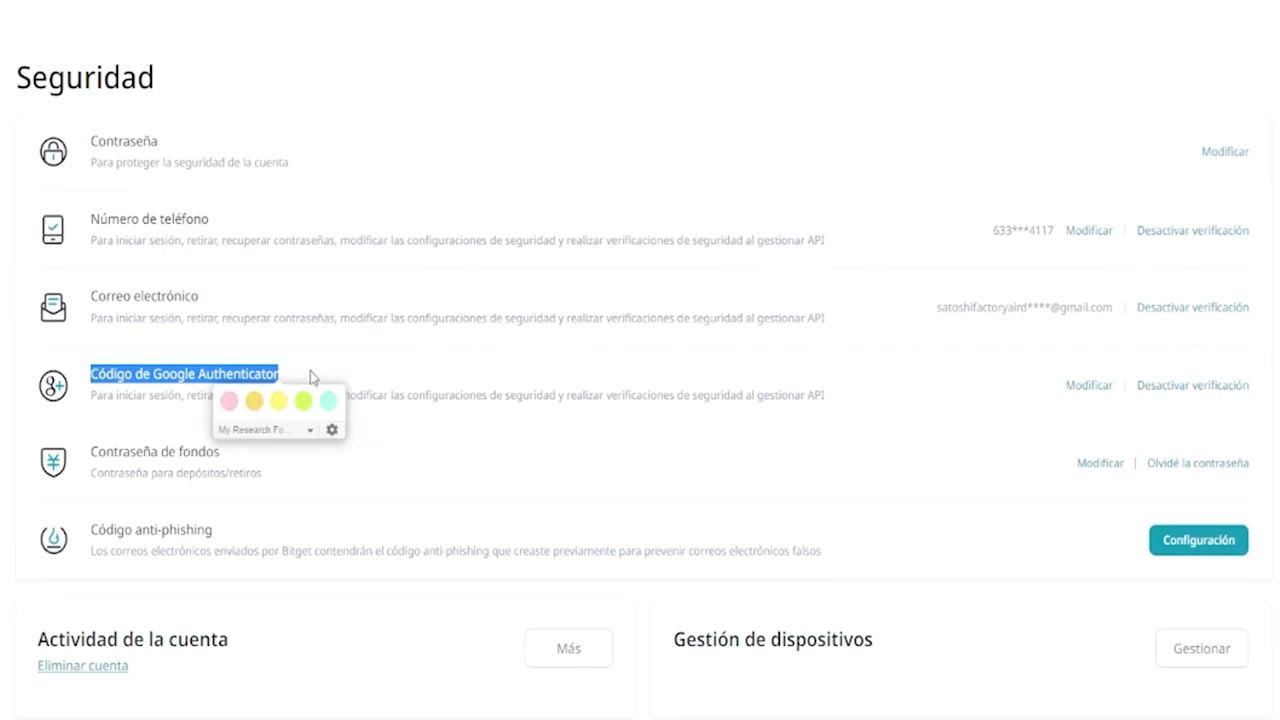 Seguridad
Contraseña
Para proteger la seguridad de la cuenta
Modificar
Número de teléfono
Para iniciar sesión, retirar, recuperar contraseñas, modificar las configuraciones de seguridad y realizar verificaciones de seguridad al gestionar API
633***4117 Modificar | Desactivar verificación
Correo electrónico
Para iniciar sesión, retirar, recuperar contraseñas, modificar las configuraciones de seguridad y realizar verificaciones de seguridad al gestionar API
satoshifactoryaird****@gmail.com | Desactivar verificación
Código de Google Authenticator
Para iniciar sesión, retira modificar las configuraciones de seguridad y realizar verificaciones de seguridad al gestionar API
Modificar | Desactivar verificación
My Research Fo...
Contraseña de fondos
Contraseña para depósitos/retiros
Modificar | Olvidé la contraseña
Código anti-phishing
Los correos electrónicos enviados por Bitget contendrán el código anti-phishing que creaste previamente para prevenir correos electrónicos falsos
Configuración
Actividad de la cuenta
Eliminar cuenta
Más
Gestión de dispositivos
Gestionar